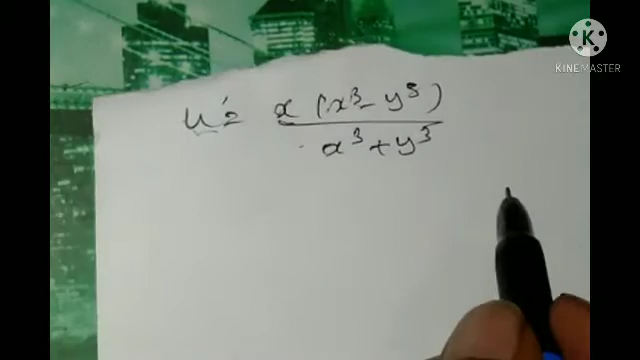 K
KINEMASTER
u = x (x³ - y³)
x³ + y³